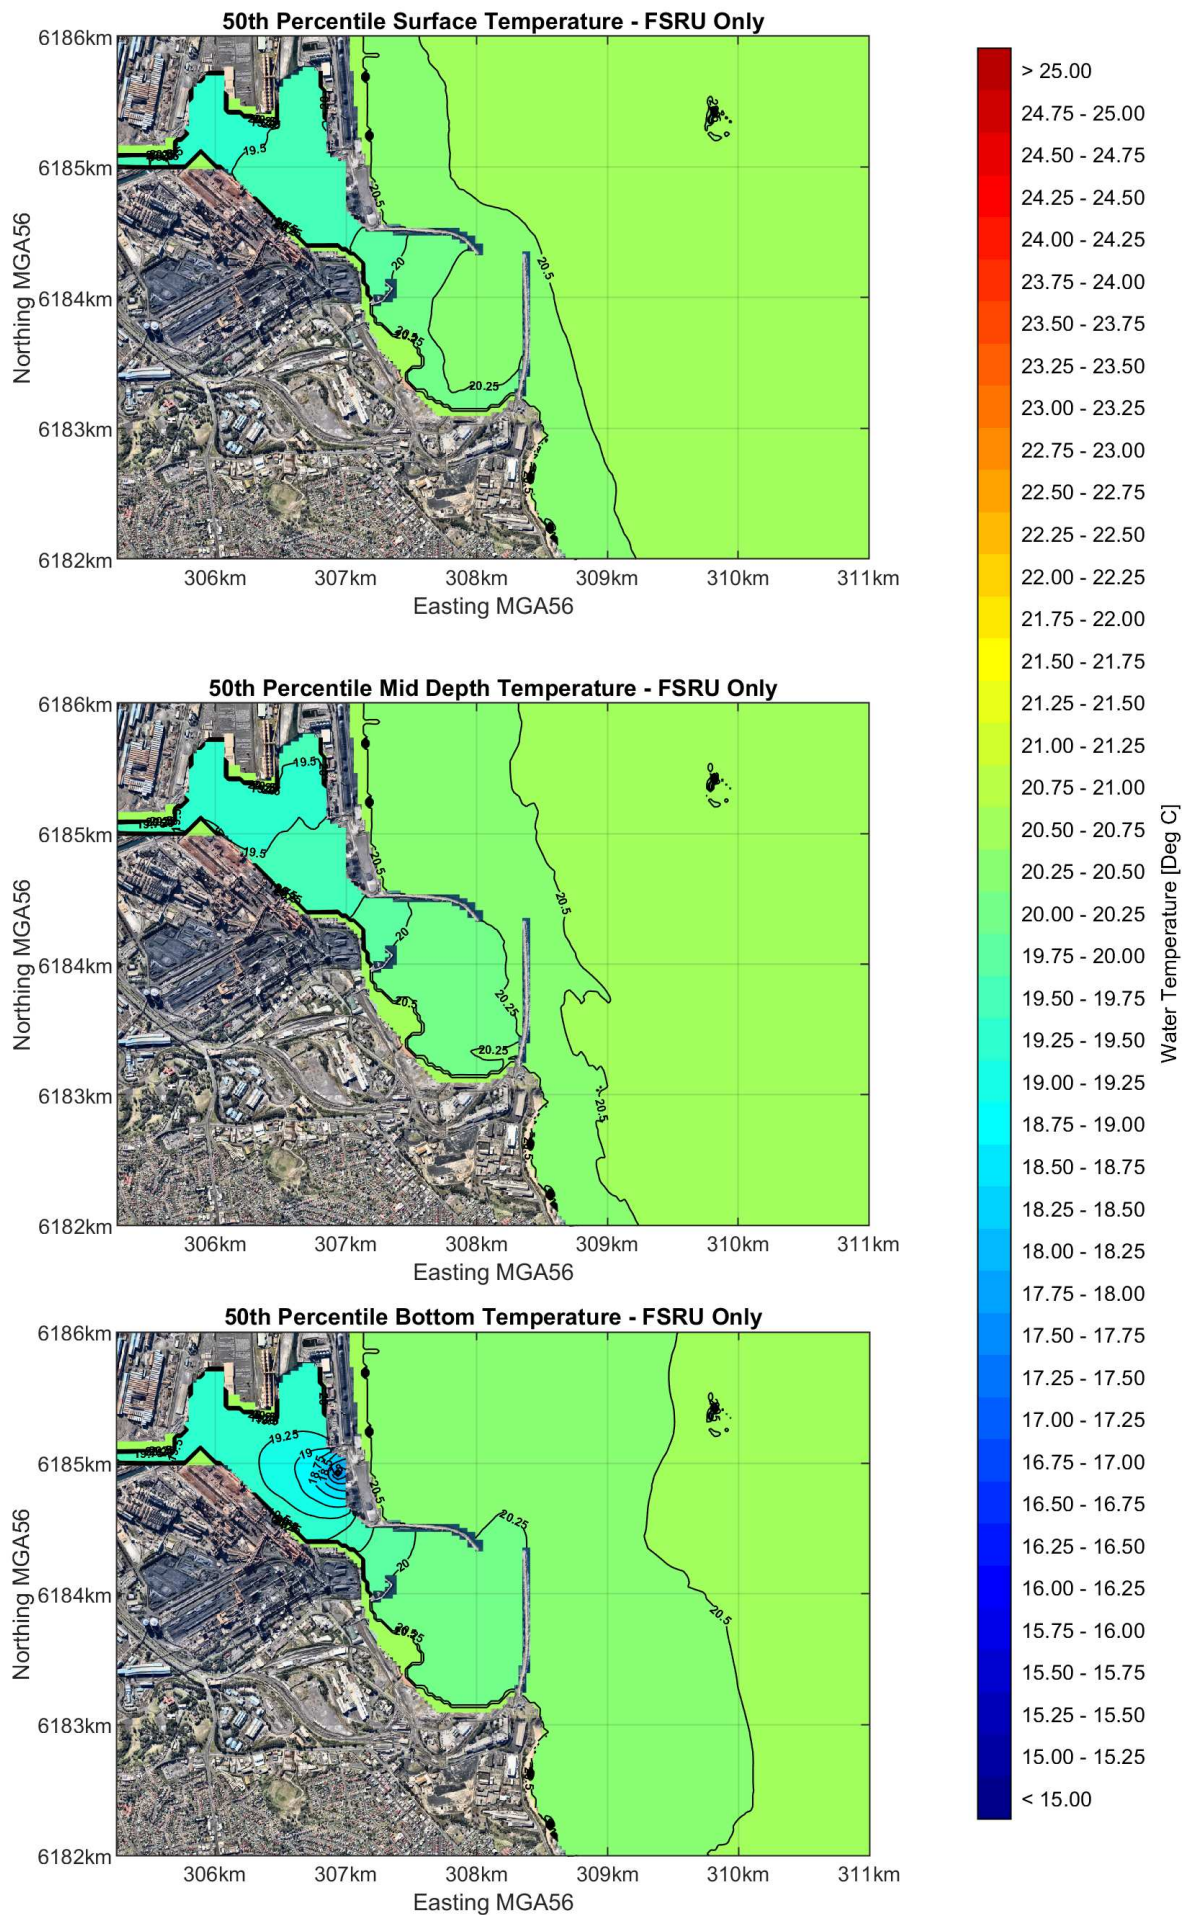 50th Percentile Surface Temperature - FSRU Only
6186km
6185km
6184km
6183km
6182km
Northing MGA56
19.5
20.5
20
20.5
20.25
20.25
306km 307km 308km 309km 310km 311km
Easting MGA56
50th Percentile Mid Depth Temperature - FSRU Only
6186km
6185km
6184km
6183km
6182km
Northing MGA56
19.5
19.5
20.5
20.5
20
20.25
20.5
20.25
20.5
306km 307km 308km 309km 310km 311km
Easting MGA56
50th Percentile Bottom Temperature - FSRU Only
6186km
6185km
6184km
6183km
6182km
Northing MGA56
19.25
19
18.75
20.5
20.25
20
20.25
20.5
306km 307km 308km 309km 310km 311km
Easting MGA56
> 25.00
24.75 - 25.00
24.50 - 24.75
24.25 - 24.50
24.00 - 24.25
23.75 - 24.00
23.50 - 23.75
23.25 - 23.50
23.00 - 23.25
22.75 - 23.00
22.50 - 22.75
22.25 - 22.50
22.00 - 22.25
21.75 - 22.00
21.50 - 21.75
21.25 - 21.50
21.00 - 21.25
20.75 - 21.00
20.50 - 20.75
20.25 - 20.50
20.00 - 20.25
19.75 - 20.00
19.50 - 19.75
19.25 - 19.50
19.00 - 19.25
18.75 - 19.00
18.50 - 18.75
18.25 - 18.50
18.00 - 18.25
17.75 - 18.00
17.50 - 17.75
17.25 - 17.50
17.00 - 17.25
16.75 - 17.00
16.50 - 16.75
16.25 - 16.50
16.00 - 16.25
15.75 - 16.00
15.50 - 15.75
15.25 - 15.50
15.00 - 15.25
< 15.00
Water Temperature [Deg C]